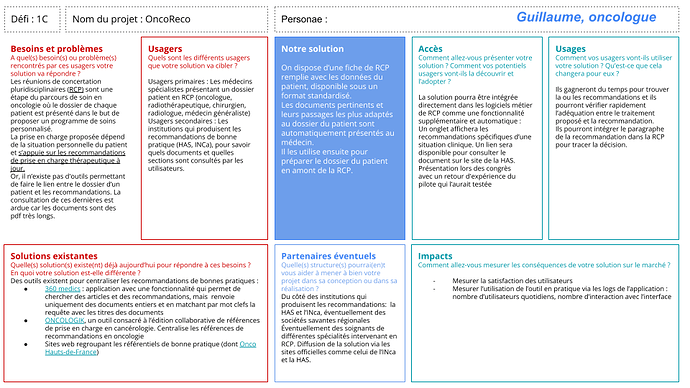 Défi : 1C
Nom du projet : OncoReco
Personae :
Guillaume, oncologue
Besoins et problèmes
A quel(s) besoin(s) ou problème(s)
rencontrés par ces usagers votre
solution va répondre ?
Les réunions de concertation
pluridisciplinaires (RCP) sont une
étape du parcours de soin en
oncologie où le dossier de chaque
patient est présenté dans le but de
proposer un programme de soins
personnalisé.
La prise en charge proposée dépend
de la situation personnelle du patient
et s'appuie sur les recommandations
de prise en charge thérapeutique à
jour.
Or, il n'existe pas d'outils permettant
de faire le lien entre le dossier d'un
patient et les recommandations. La
consultation de ces dernières est
ardue car les documents sont des
pdf très longs.
Usagers
Quels sont les différents usagers
que votre solution va cibler ?
Usagers primaires : Les médecins
spécialistes présentant un dossier
patient en RCP (oncologue,
radiothérapeutique, chirurgien,
radiologue, médecin généraliste)
Usagers secondaires : Les
institutions qui produisent les
recommandations de bonne
pratique (HAS, INCa), pour savoir
quels documents et quelles
sections sont consultés par les
utilisateurs.
Notre solution
On dispose d'une fiche de RCP
remplie avec les données du
patient, disponible sous un
format standardisé.
Les documents pertinents et
leurs passages les plus adaptés
au dossier du patient sont
automatiquement présentés au
médecin.
Il les utilise ensuite pour
préparer le dossier du patient
en amont de la RCP.
Accès
Comment allez-vous présenter votre
solution ? Comment vos potentiels
usagers vont-ils la découvrir et
l'adopter ?
La solution pourra être intégrée
directement dans les logiciels métier
de RCP comme une fonctionnalité
supplémentaire et automatique :
Un onglet affichera les
recommandations spécifiques d'une
situation clinique. Un lien sera
disponible pour consulter le
document sur le site de la HAS.
Présentation lors des congrès
avec un retour d'expérience du
pilote qui l'aurait testée
Usages
Comment vos usagers vont-ils utiliser
votre solution ? Qu'est-ce que cela
changera pour eux ?
Ils gagneront du temps pour trouver
la ou les recommandations et ils
pourront vérifier rapidement
l'adéquation entre le traitement
proposé et la recommandation.
Ils pourront intégrer le paragraphe
de la recommandation dans la RCP
pour tracer la décision.
Solutions existantes
Quelle(s) solution(s) existe(nt) déjà aujourd'hui pour répondre à ces besoins ?
En quoi votre solution est-elle différente ?
Des outils existent pour centraliser les recommandations de bonnes pratiques :
● 360 medics : application avec une fonctionnalité qui permet de
chercher des articles et des recommandations, mais renvoie
uniquement des documents entiers et en matchant par mot clefs la
requête avec les titres des documents
● ONCOLOGIK, un outil consacré à l'édition collaborative de références
de prise en charge en cancérologie. Centralise les références de
recommandations en oncologie
● Sites web regroupant les référentiels de bonne pratique (dont Onco
Hauts-de-France)
Partenaires éventuels
Quelle(s) structure(s) pourrai(en)t
vous aider à mener à bien votre
projet dans sa conception ou dans sa
réalisation ?
Du côté des institutions qui
produisent les recommandations: la
HAS et l'INca, éventuellement des
sociétés savantes régionales
Éventuellement des soignants de
différentes spécialités intervenant en
RCP. Diffusion de la solution via les
sites officielles comme celui de l'INCa
et la HAS.
Impacts
Comment allez-vous mesurer les conséquences de votre solution sur le marché ?
- Mesurer la satisfaction des utilisateurs
- Mesurer l'utilisation de l'outil en pratique via les logs de l'application :
nombre d'utilisateurs quotidiens, nombre d'interaction avec l'interface